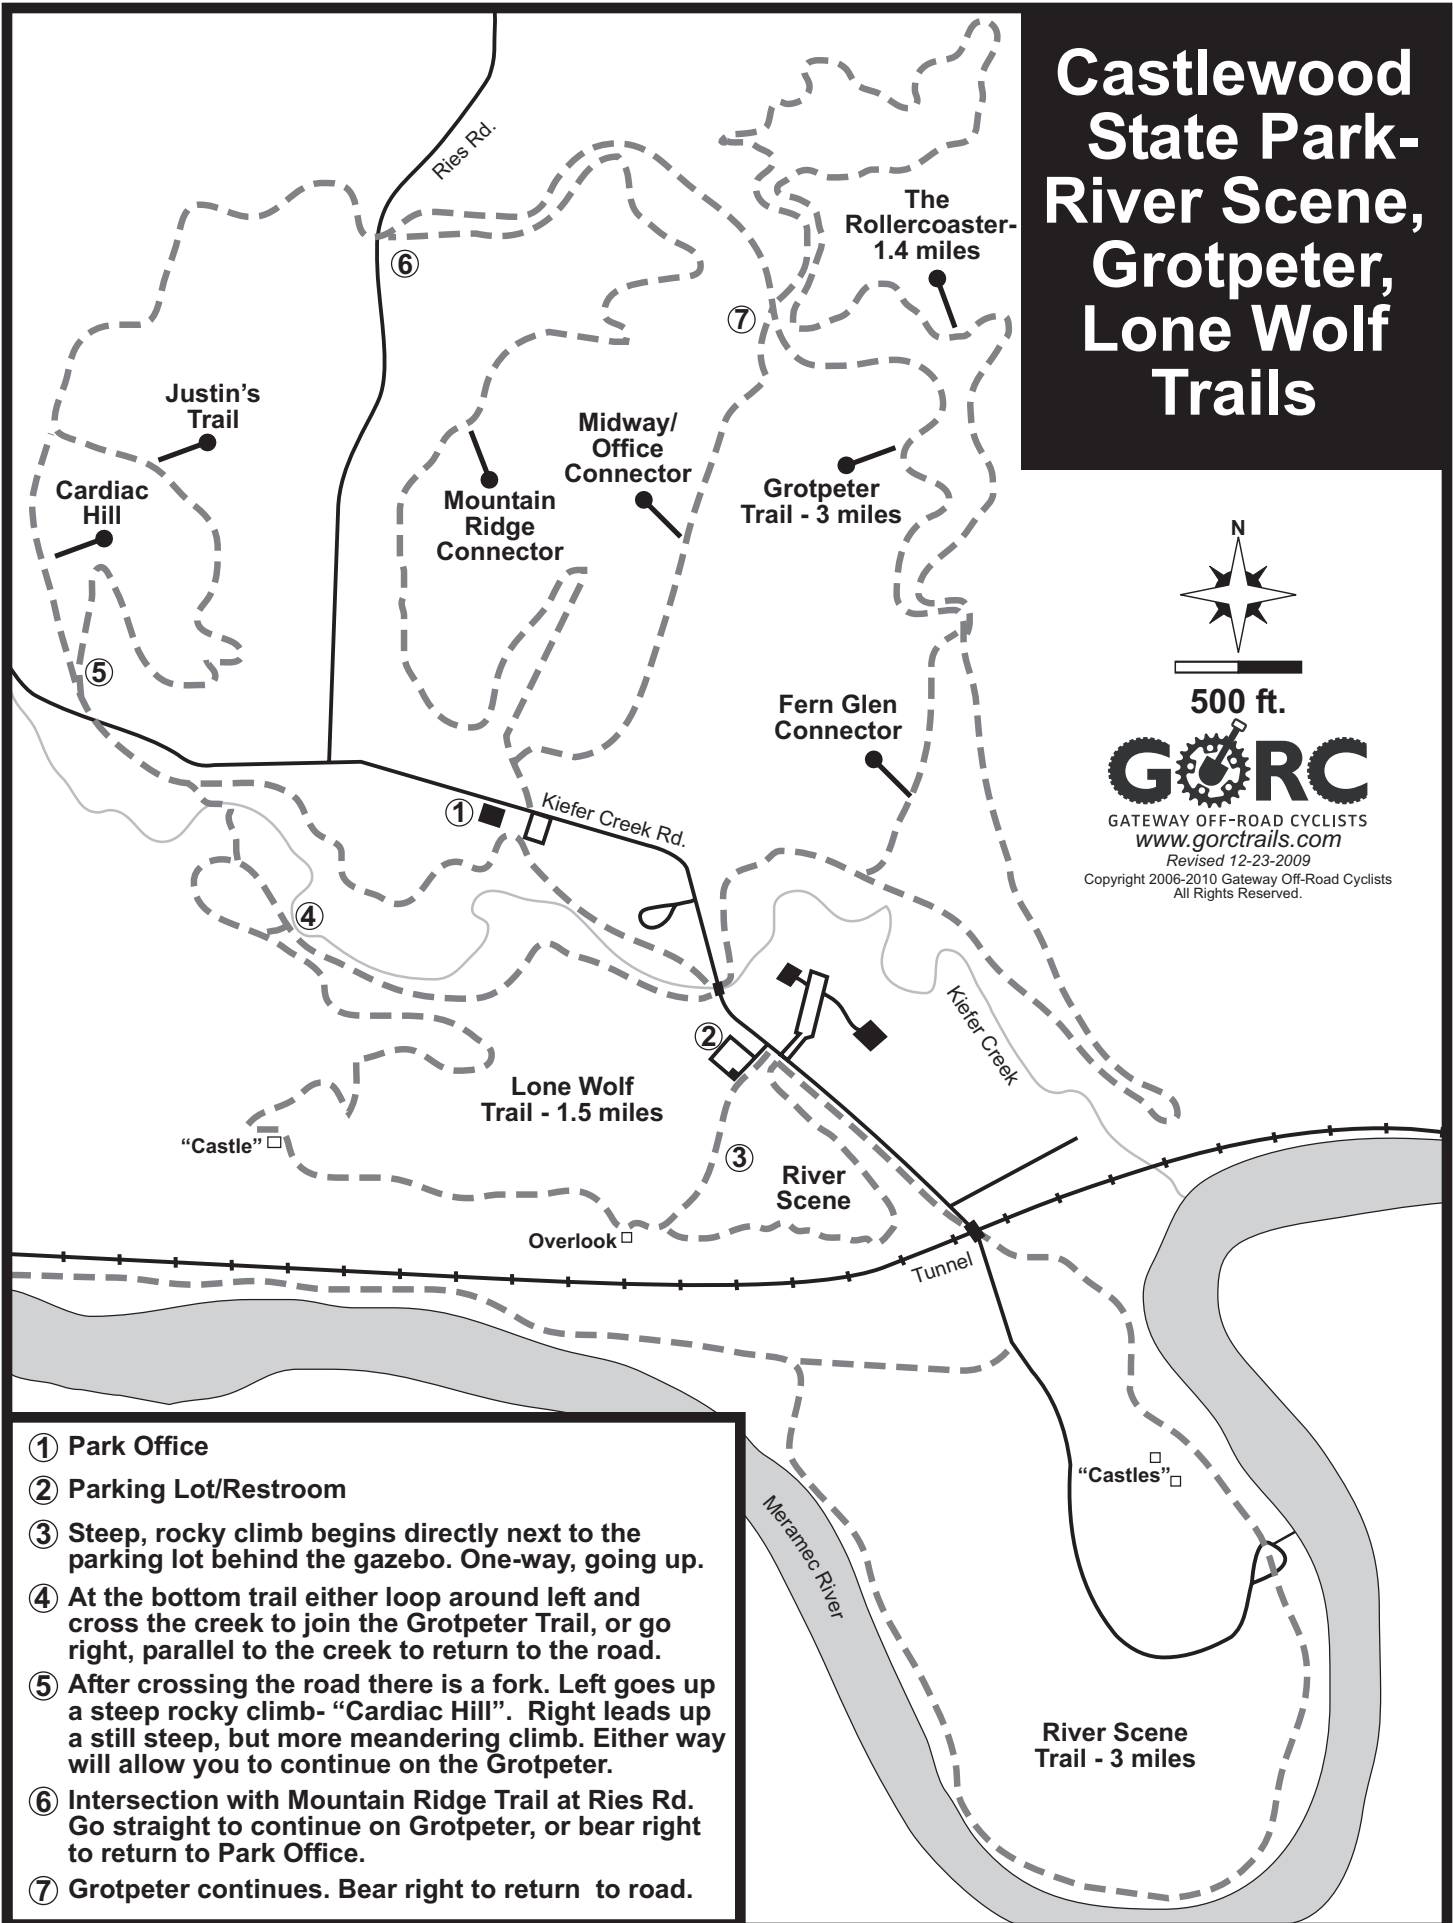 Castlewood
State Park-
River Scene,
Grotpeter,
Lone Wolf
Trails
Ries Rd.
The
Rollercoaster-
1.4 miles
6
7
Justin’s
Trail
Midway/
Office
Connector
Cardiac
Hill
Mountain
Ridge
Connector
Grotpeter
Trail - 3 miles
N
5
Fern Glen
Connector
500 ft.
GORC
GATEWAY OFF-ROAD CYCLISTS
www.gorctrails.com
Revised 12-23-2009
Copyright 2006-2010 Gateway Off-Road Cyclists
All Rights Reserved.
1
Kiefer Creek Rd.
4
Kiefer Creek
2
Lone Wolf
Trail - 1.5 miles
“Castle”
3
River
Scene
Overlook
Tunnel
“Castles”
Meramec River
River Scene
Trail - 3 miles
1 Park Office
2 Parking Lot/Restroom
3 Steep, rocky climb begins directly next to the
parking lot behind the gazebo. One-way, going up.
4 At the bottom trail either loop around left and
cross the creek to join the Grotpeter Trail, or go
right, parallel to the creek to return to the road.
5 After crossing the road there is a fork. Left goes up
a steep rocky climb- “Cardiac Hill”. Right leads up
a still steep, but more meandering climb. Either way
will allow you to continue on the Grotpeter.
6 Intersection with Mountain Ridge Trail at Ries Rd.
Go straight to continue on Grotpeter, or bear right
to return to Park Office.
7 Grotpeter continues. Bear right to return to road.